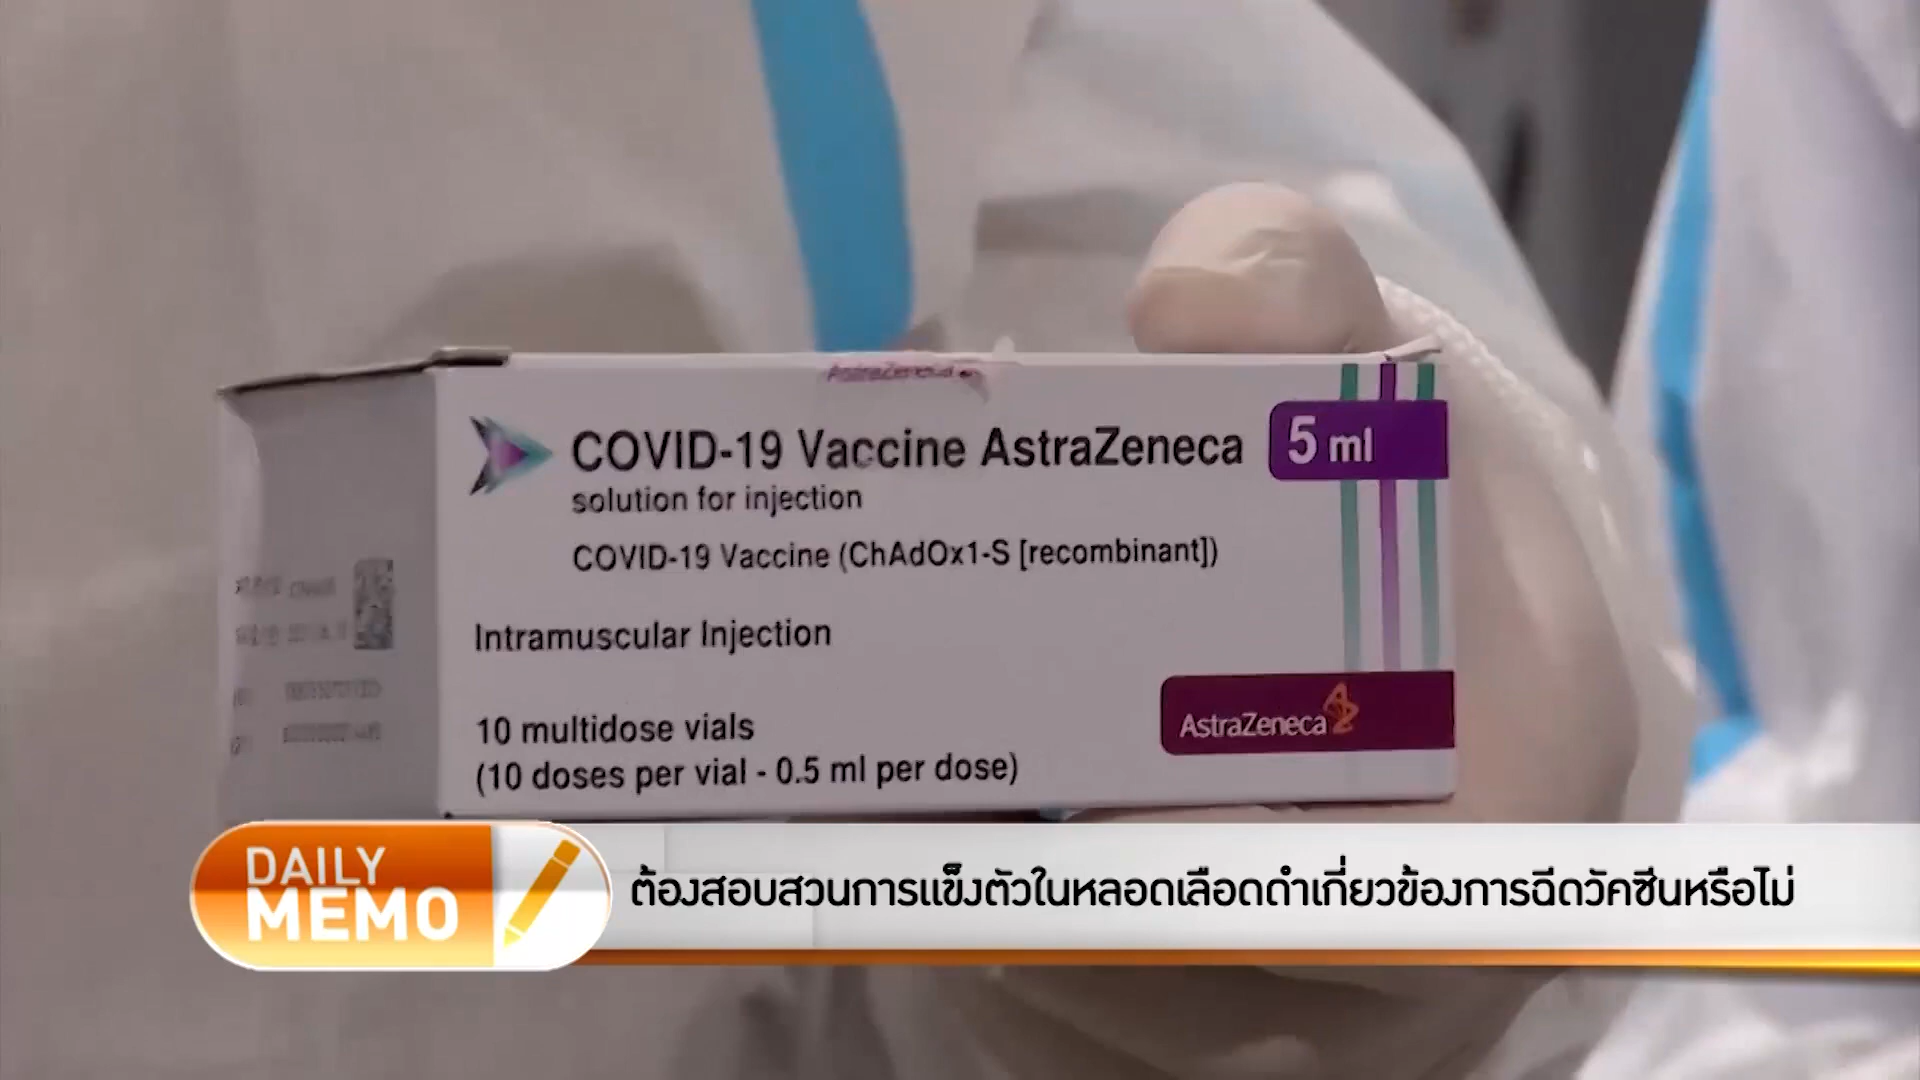 AstraZeneca
COVID-19 Vaccine AstraZeneca
5 ml
solution for injection
COVID-19 Vaccine (ChAdOx1-S [recombinant])
Intramuscular Injection
10 multidose vials
(10 doses per vial - 0.5 ml per dose)
AstraZeneca
DAILY
MEMO
ต้องสอบสวนการแข็งตัวในหลอดเลือดดำเกี่ยวข้องการฉีดวัคซีนหรือไม่